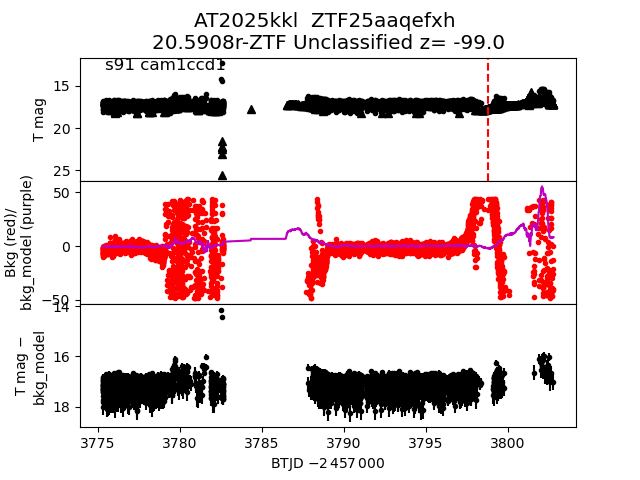 AT2025kkl  ZTF25aaqefxh
20.5908r-ZTF Unclassified z= -99.0
s91 cam1ccd1
T mag
15
20
25
Bkg (red)/
bkg_model (purple)
50
0
−50
T mag −
bkg_model
14
16
18
3775
3780
3785
3790
3795
3800
BTJD −2 457 000